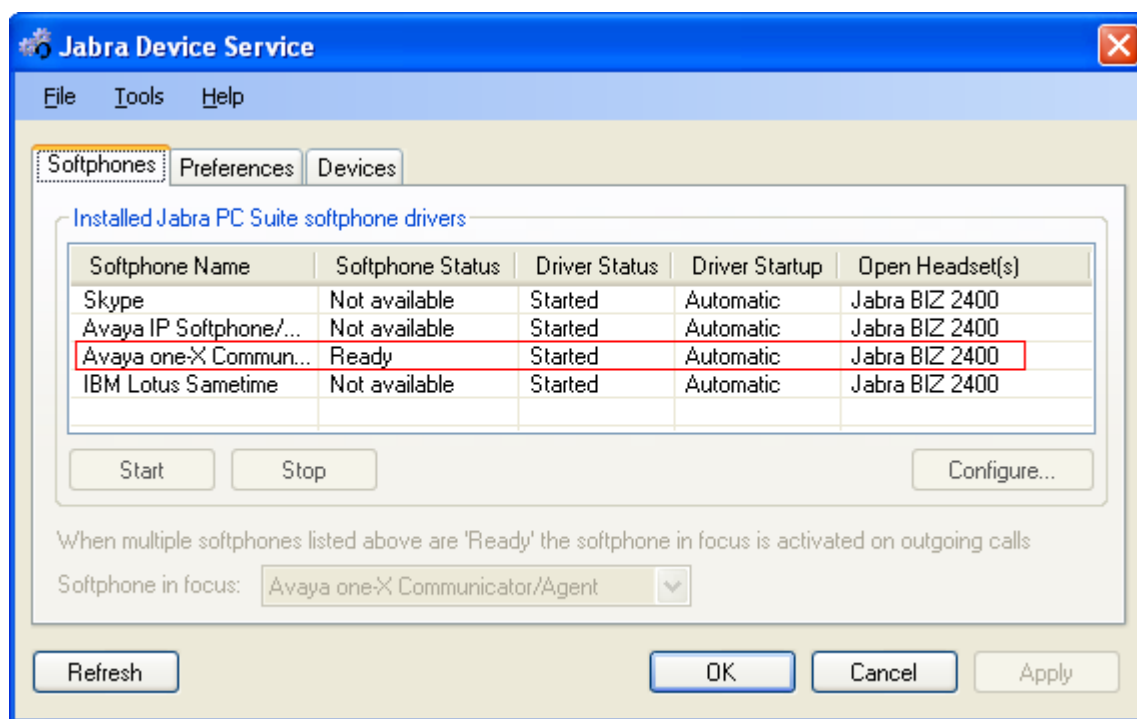 Jabra Device Service
File Tools Help
Softphones Preferences Devices
Installed Jabra PC Suite softphone drivers
Softphone Name Softphone Status Driver Status Driver Startup Open Headset(s)
Skype Not available Started Automatic Jabra BIZ 2400
Avaya IP Softphone/... Not available Started Automatic Jabra BIZ 2400
Avaya one-X Commun... Ready Started Automatic Jabra BIZ 2400
IBM Lotus Sametime Not available Started Automatic Jabra BIZ 2400
Start Stop Configure...
When multiple softphones listed above are 'Ready' the softphone in focus is activated on outgoing calls
Softphone in focus: Avaya one-X Communicator/Agent
Refresh OK Cancel Apply